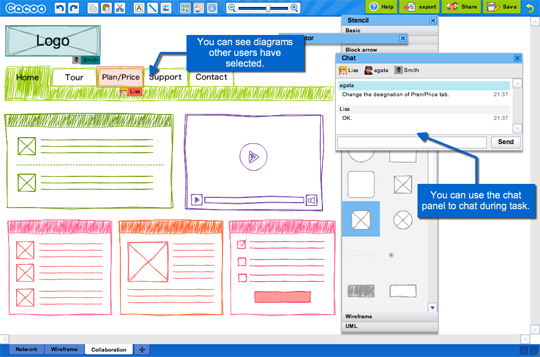 Cacoo
Help
export
Share
Save
Stencil
Basic
tor
Block arrow
Logo
Smith
You can see diagrams
other users have
selected.
Home
Tour
Plan/Price
Support
Contact
Lisa
Chat
Lisa
agata
Smith
agata
Change the designation of Pran/Price tab.
21:37
Lisa
OK.
21:37
Send
You can use the chat
panel to chat during task.
Wireframe
UML
Network
Wireframe
Collaboration